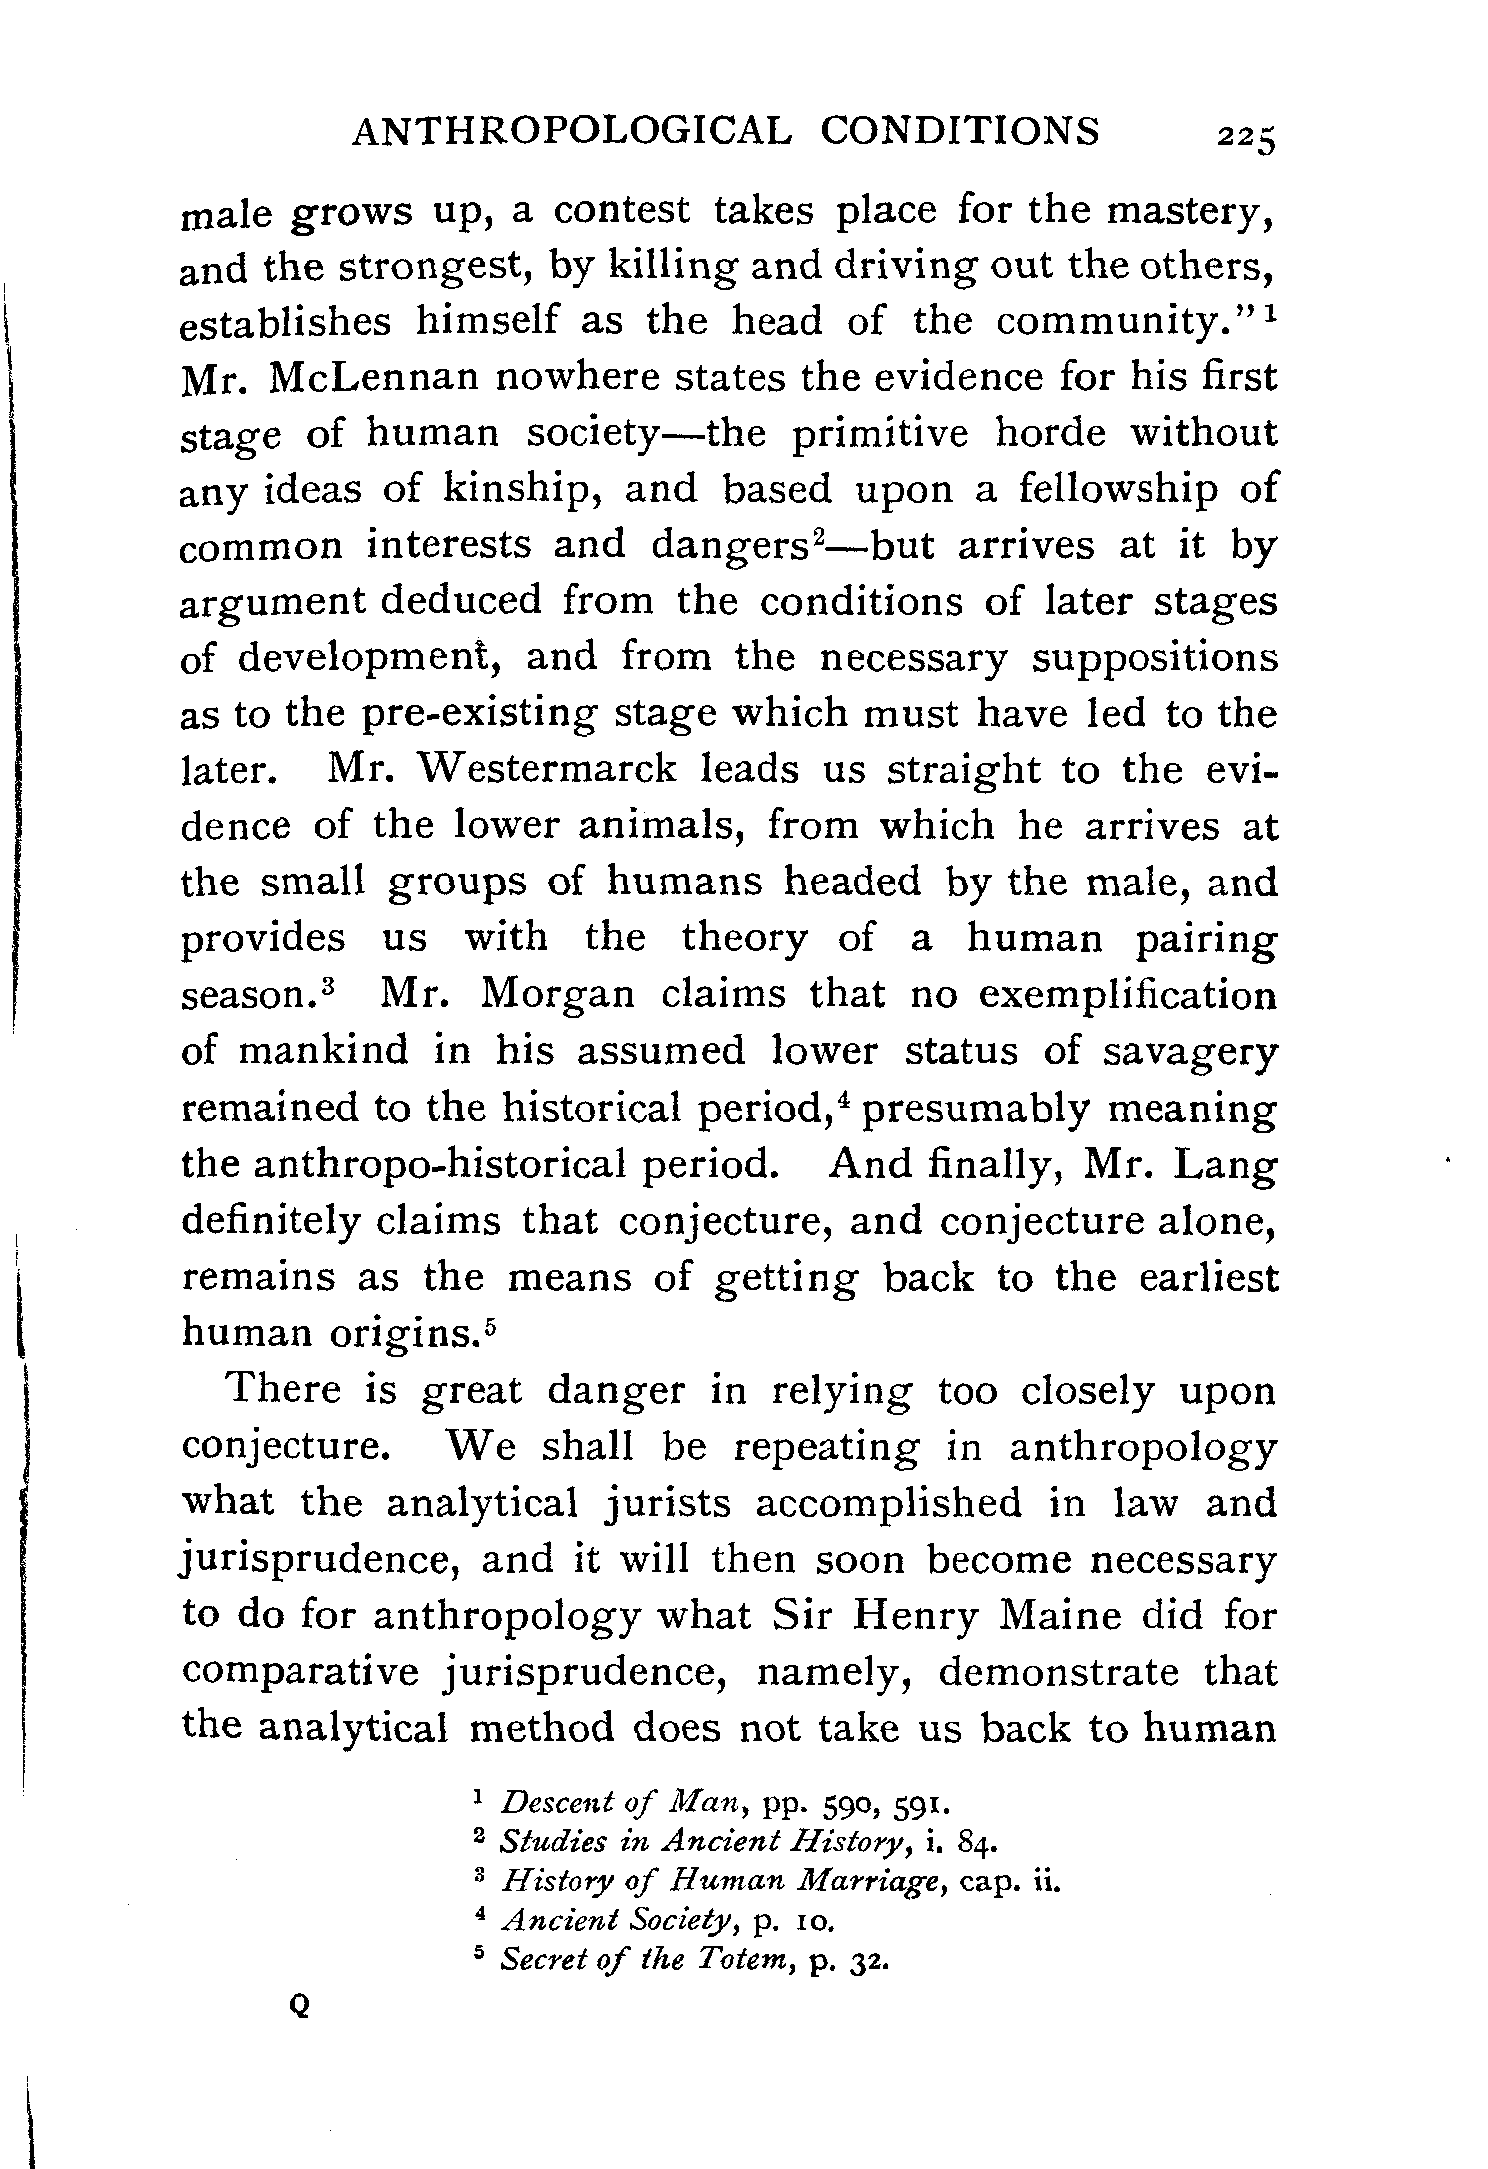 ANTHROPOLOGICAL CONDITIONS 225
male grows up, a contest takes place for the mastery,
and the strongest, by killing and driving out the others,
establishes himself as the head of the community.” ¹
Mr. McLennan nowhere states the evidence for his first
stage of human society—the primitive horde without
any ideas of kinship, and based upon a fellowship of
common interests and dangers²—but arrives at it by
argument deduced from the conditions of later stages
of development, and from the necessary suppositions
as to the pre-existing stage which must have led to the
later. Mr. Westermarck leads us straight to the evi-
dence of the lower animals, from which he arrives at
the small groups of humans headed by the male, and
provides us with the theory of a human pairing
season.³ Mr. Morgan claims that no exemplification
of mankind in his assumed lower status of savagery
remained to the historical period,⁴ presumably meaning
the anthropo-historical period. And finally, Mr. Lang
definitely claims that conjecture, and conjecture alone,
remains as the means of getting back to the earliest
human origins.⁵
There is great danger in relying too closely upon
conjecture. We shall be repeating in anthropology
what the analytical jurists accomplished in law and
jurisprudence, and it will then soon become necessary
to do for anthropology what Sir Henry Maine did for
comparative jurisprudence, namely, demonstrate that
the analytical method does not take us back to human
¹ Descent of Man, pp. 590, 591.
² Studies in Ancient History, i. 84.
³ History of Human Marriage, cap. ii.
⁴ Ancient Society, p. 10.
⁵ Secret of the Totem, p. 32.
Q